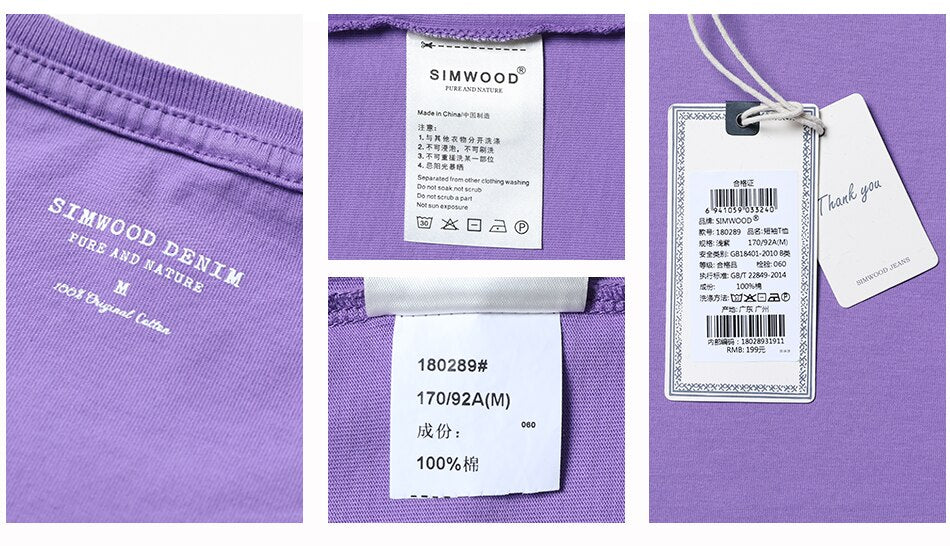 SIMWOOD DENIM
PURE AND NATURE
M
100% Original Cotton
SIMWOOD®
PURE AND NATURE
Made in China/中国制造
注意:
1.与其他衣物分开洗涤
2.不可浸泡，不可刷洗
3.不可重搓洗某一部位
4.忌阳光暴晒
Separated from other clothing washing
Do not soak.not scrub
Do not scrub a part
Not sun exposure
30
P
180289#
170/92A(M)
成份：
060
100%棉
合格证
6 941059 033240
品牌: SIMWOOD®
款号: 180289 品名: 短袖T恤
规格: 浅紫 170/92A(M)
安全类别: GB18401-2010 B类
等级: 合格品 检验: 060
执行标准: GB/T 22849-2014
成份: 100%棉
洗涤方法:
产地: 广东 广州
内部编码: 18028931911
RMB: 199元
Thank you
SIMWOOD JEANS